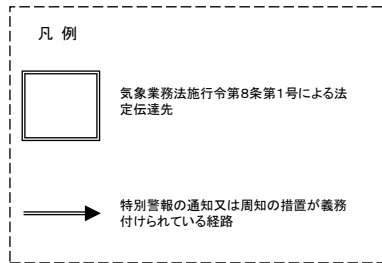 凡 例
気象業務法施行令第8条第1号による法
定伝達先
特別警報の通知又は周知の措置が義務
付けられている経路